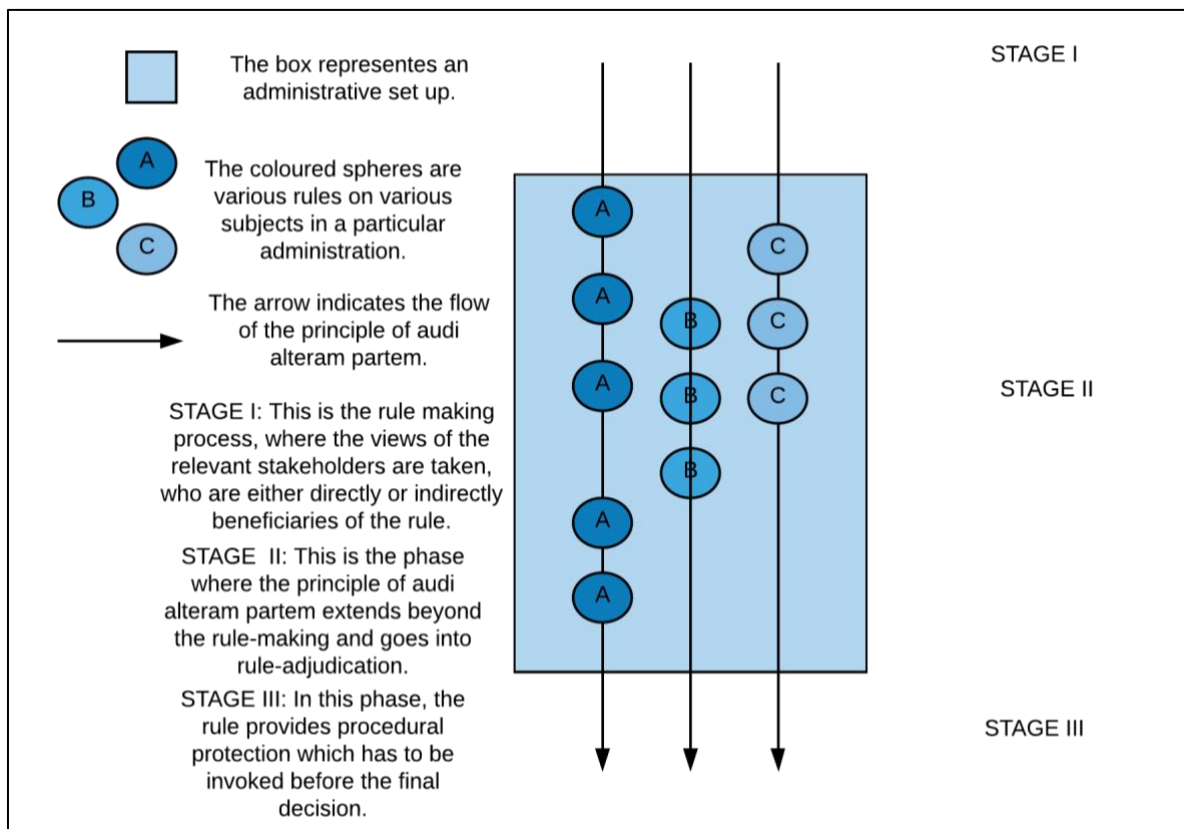 The box representes an
administrative set up.
A
B
C
The coloured spheres are
various rules on various
subjects in a particular
administration.
The arrow indicates the flow
of the principle of audi
alteram partem.
STAGE I: This is the rule making
process, where the views of the
relevant stakeholders are taken,
who are either directly or indirectly
beneficiaries of the rule.
STAGE II: This is the phase
where the principle of audi
alteram partem extends beyond
the rule-making and goes into
rule-adjudication.
STAGE III: In this phase, the
rule provides procedural
protection which has to be
invoked before the final
decision.
A
A
A
A
A
B
B
B
C
C
C
STAGE I
STAGE II
STAGE III